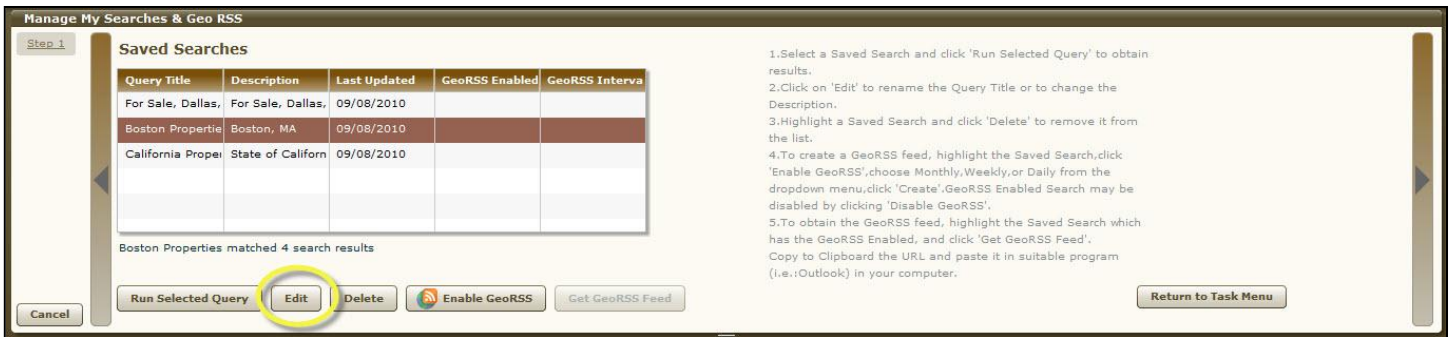 Manage My Searches & Geo RSS
Step 1
Saved Searches
Query Title Description Last Updated GeoRSS Enabled GeoRSS Interva
For Sale, Dallas, For Sale, Dallas, 09/08/2010
Boston Propertie Boston, MA 09/08/2010
California Proper State of Californ 09/08/2010
Boston Properties matched 4 search results
Run Selected Query Edit Delete Enable GeoRSS Get GeoRSS Feed
Cancel
1.Select a Saved Search and click 'Run Selected Query' to obtain
results.
2.Click on 'Edit' to rename the Query Title or to change the
Description.
3.Highlight a Saved Search and click 'Delete' to remove it from
the list.
4.To create a GeoRSS feed, highlight the Saved Search,click
'Enable GeoRSS',choose Monthly,Weekly,or Daily from the
dropdown menu,click 'Create'.GeoRSS Enabled Search may be
disabled by clicking 'Disable GeoRSS'.
5.To obtain the GeoRSS feed, highlight the Saved Search which
has the GeoRSS Enabled, and click 'Get GeoRSS Feed'.
Copy to Clipboard the URL and paste it in suitable program
(i.e.:Outlook) in your computer.
Return to Task Menu